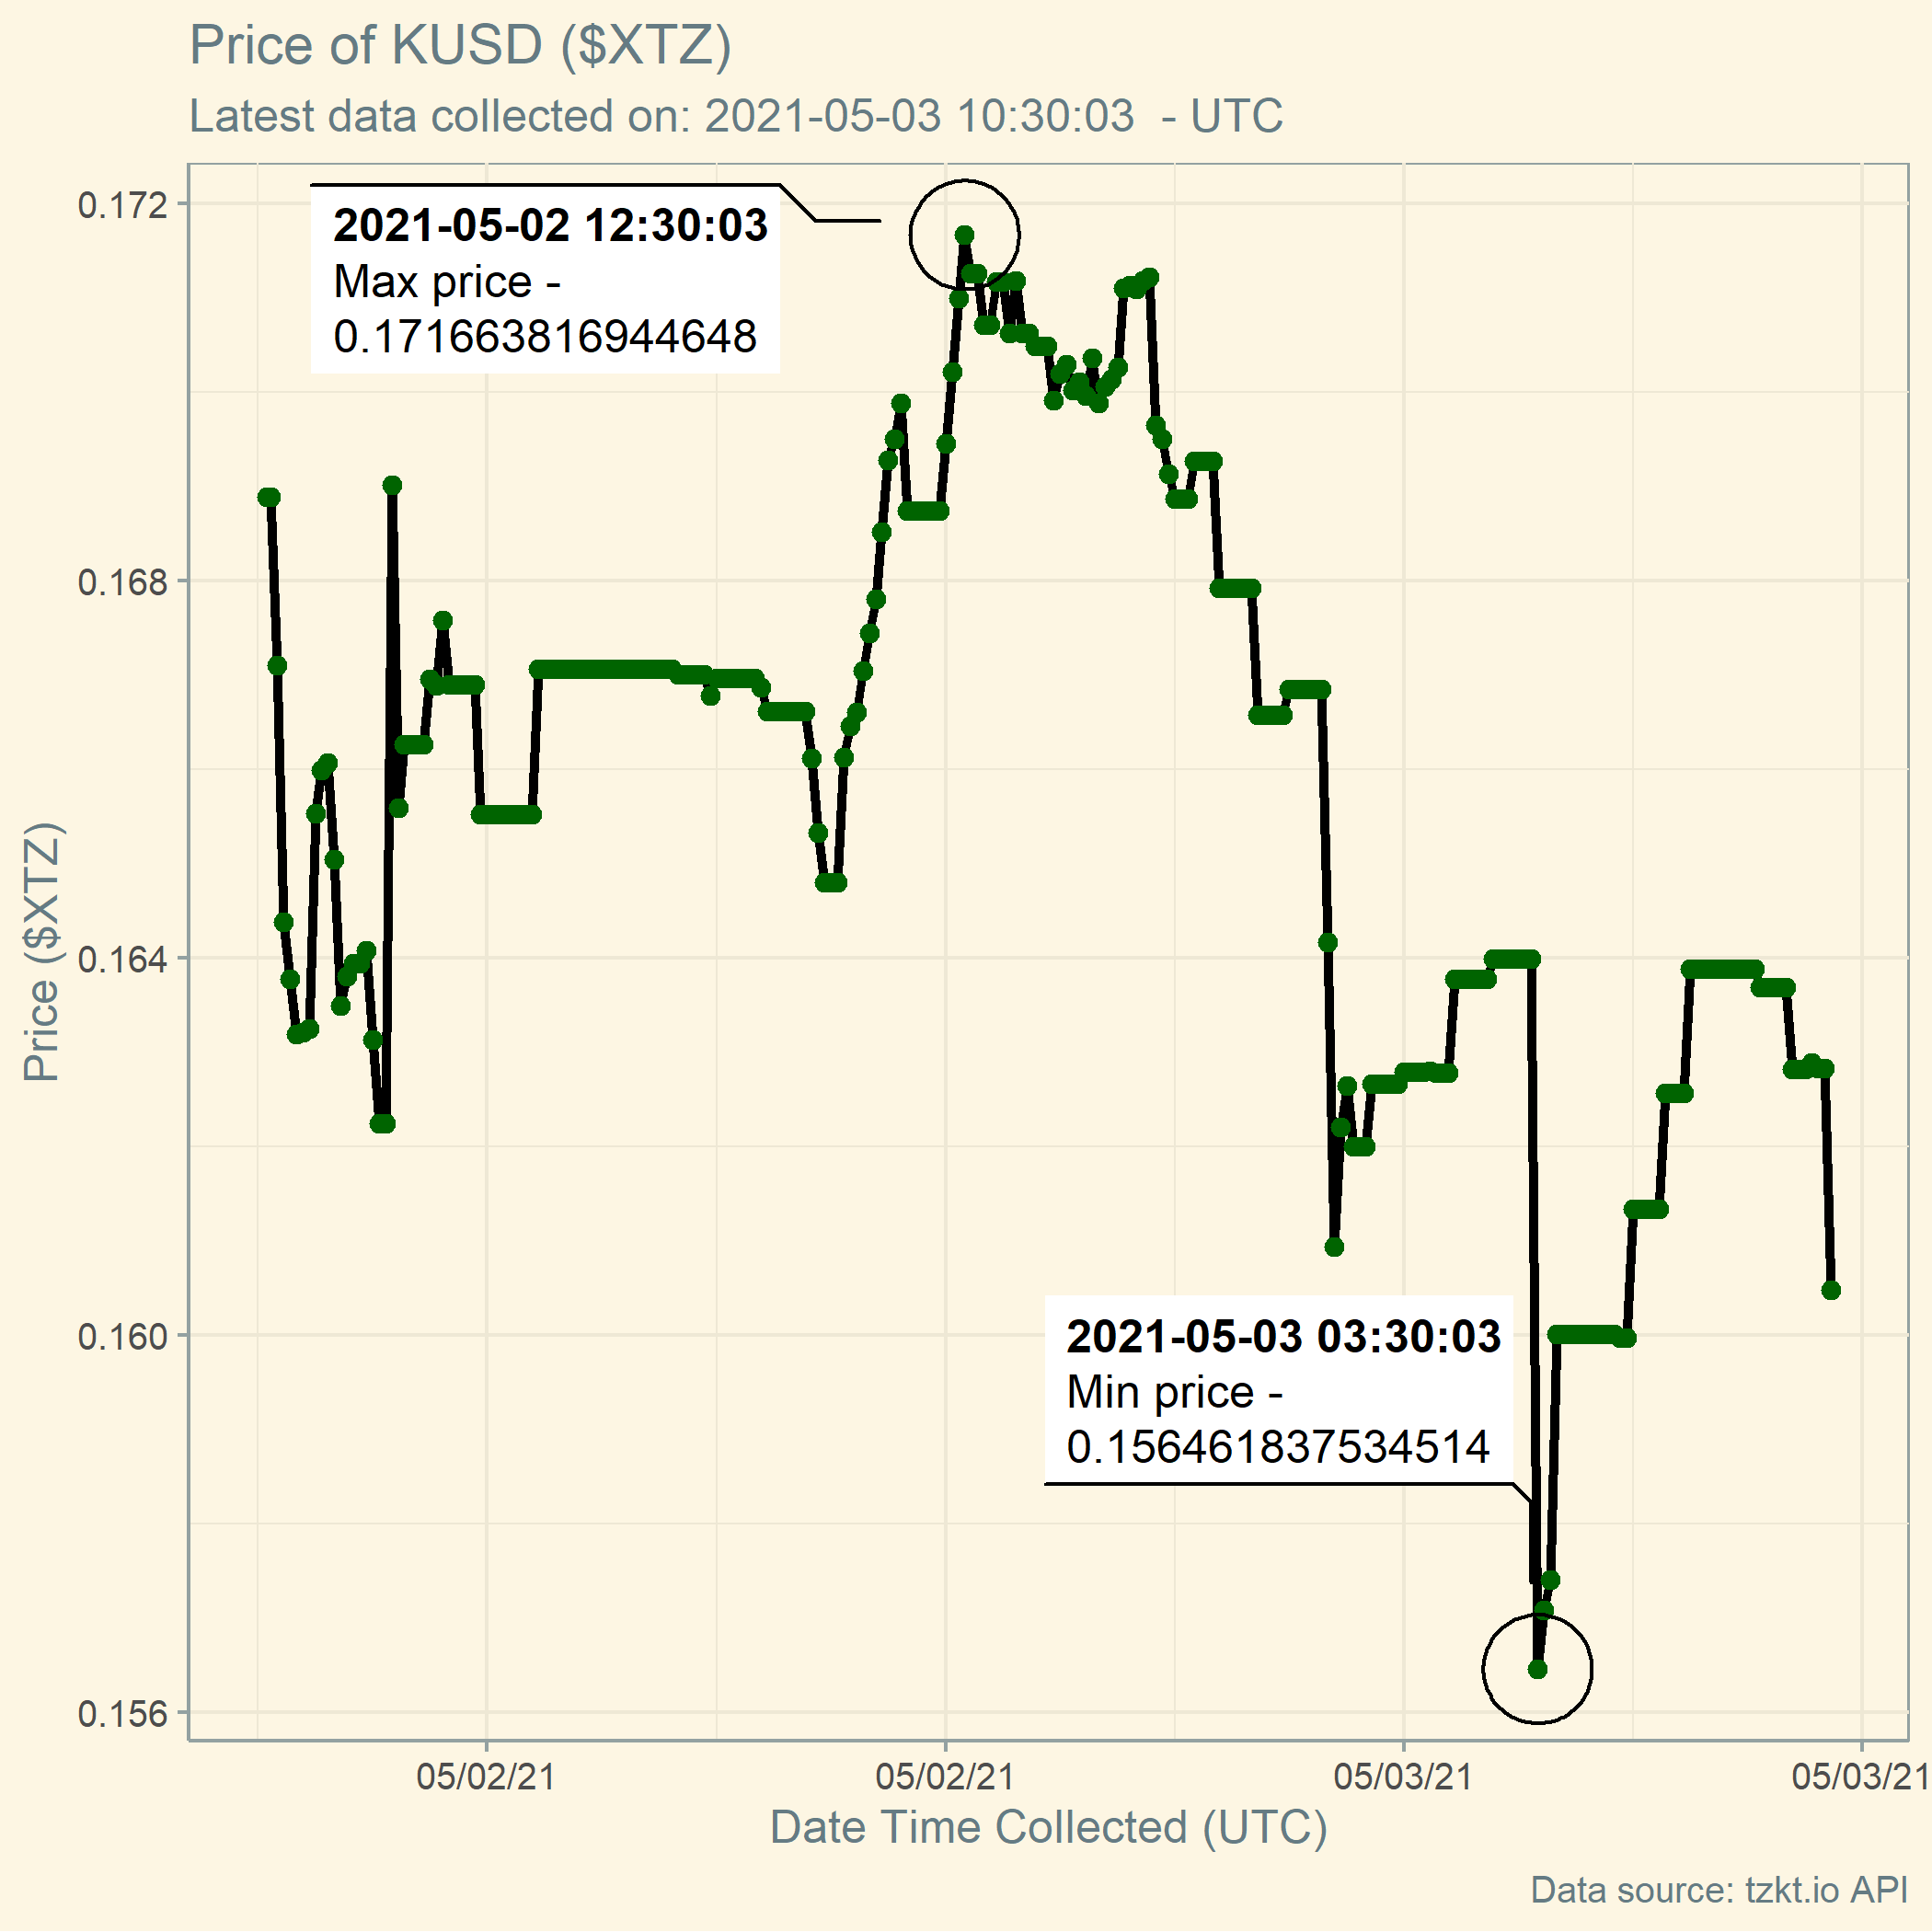 Price of KUSD ($XTZ)
Latest data collected on: 2021-05-03 10:30:03  - UTC
0.172
2021-05-02 12:30:03
Max price -
0.171663816944648
0.168
Price ($XTZ)
0.164
0.160
2021-05-03 03:30:03
Min price -
0.156461837534514
0.156
05/02/21
05/02/21
05/03/21
05/03/21
Date Time Collected (UTC)
Data source: tzkt.io API